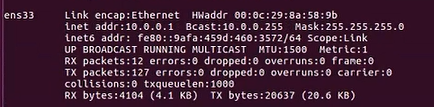 ens33 Link encap:Ethernet HWaddr 00:0c:29:8a:58:9b
inet addr:10.0.0.1 Bcast:10.0.0.255 Mask:255.255.255.0
inet6 addr: fe80::9afa:459d:460:3572/64 Scope:Link
UP BROADCAST RUNNING MULTICAST MTU:1500 Metric:1
RX packets:12 errors:0 dropped:0 overruns:0 frame:0
TX packets:127 errors:0 dropped:0 overruns:0 carrier:0
collisions:0 txqueuelen:1000
RX bytes:4104 (4.1 KB) TX bytes:20637 (20.6 KB)